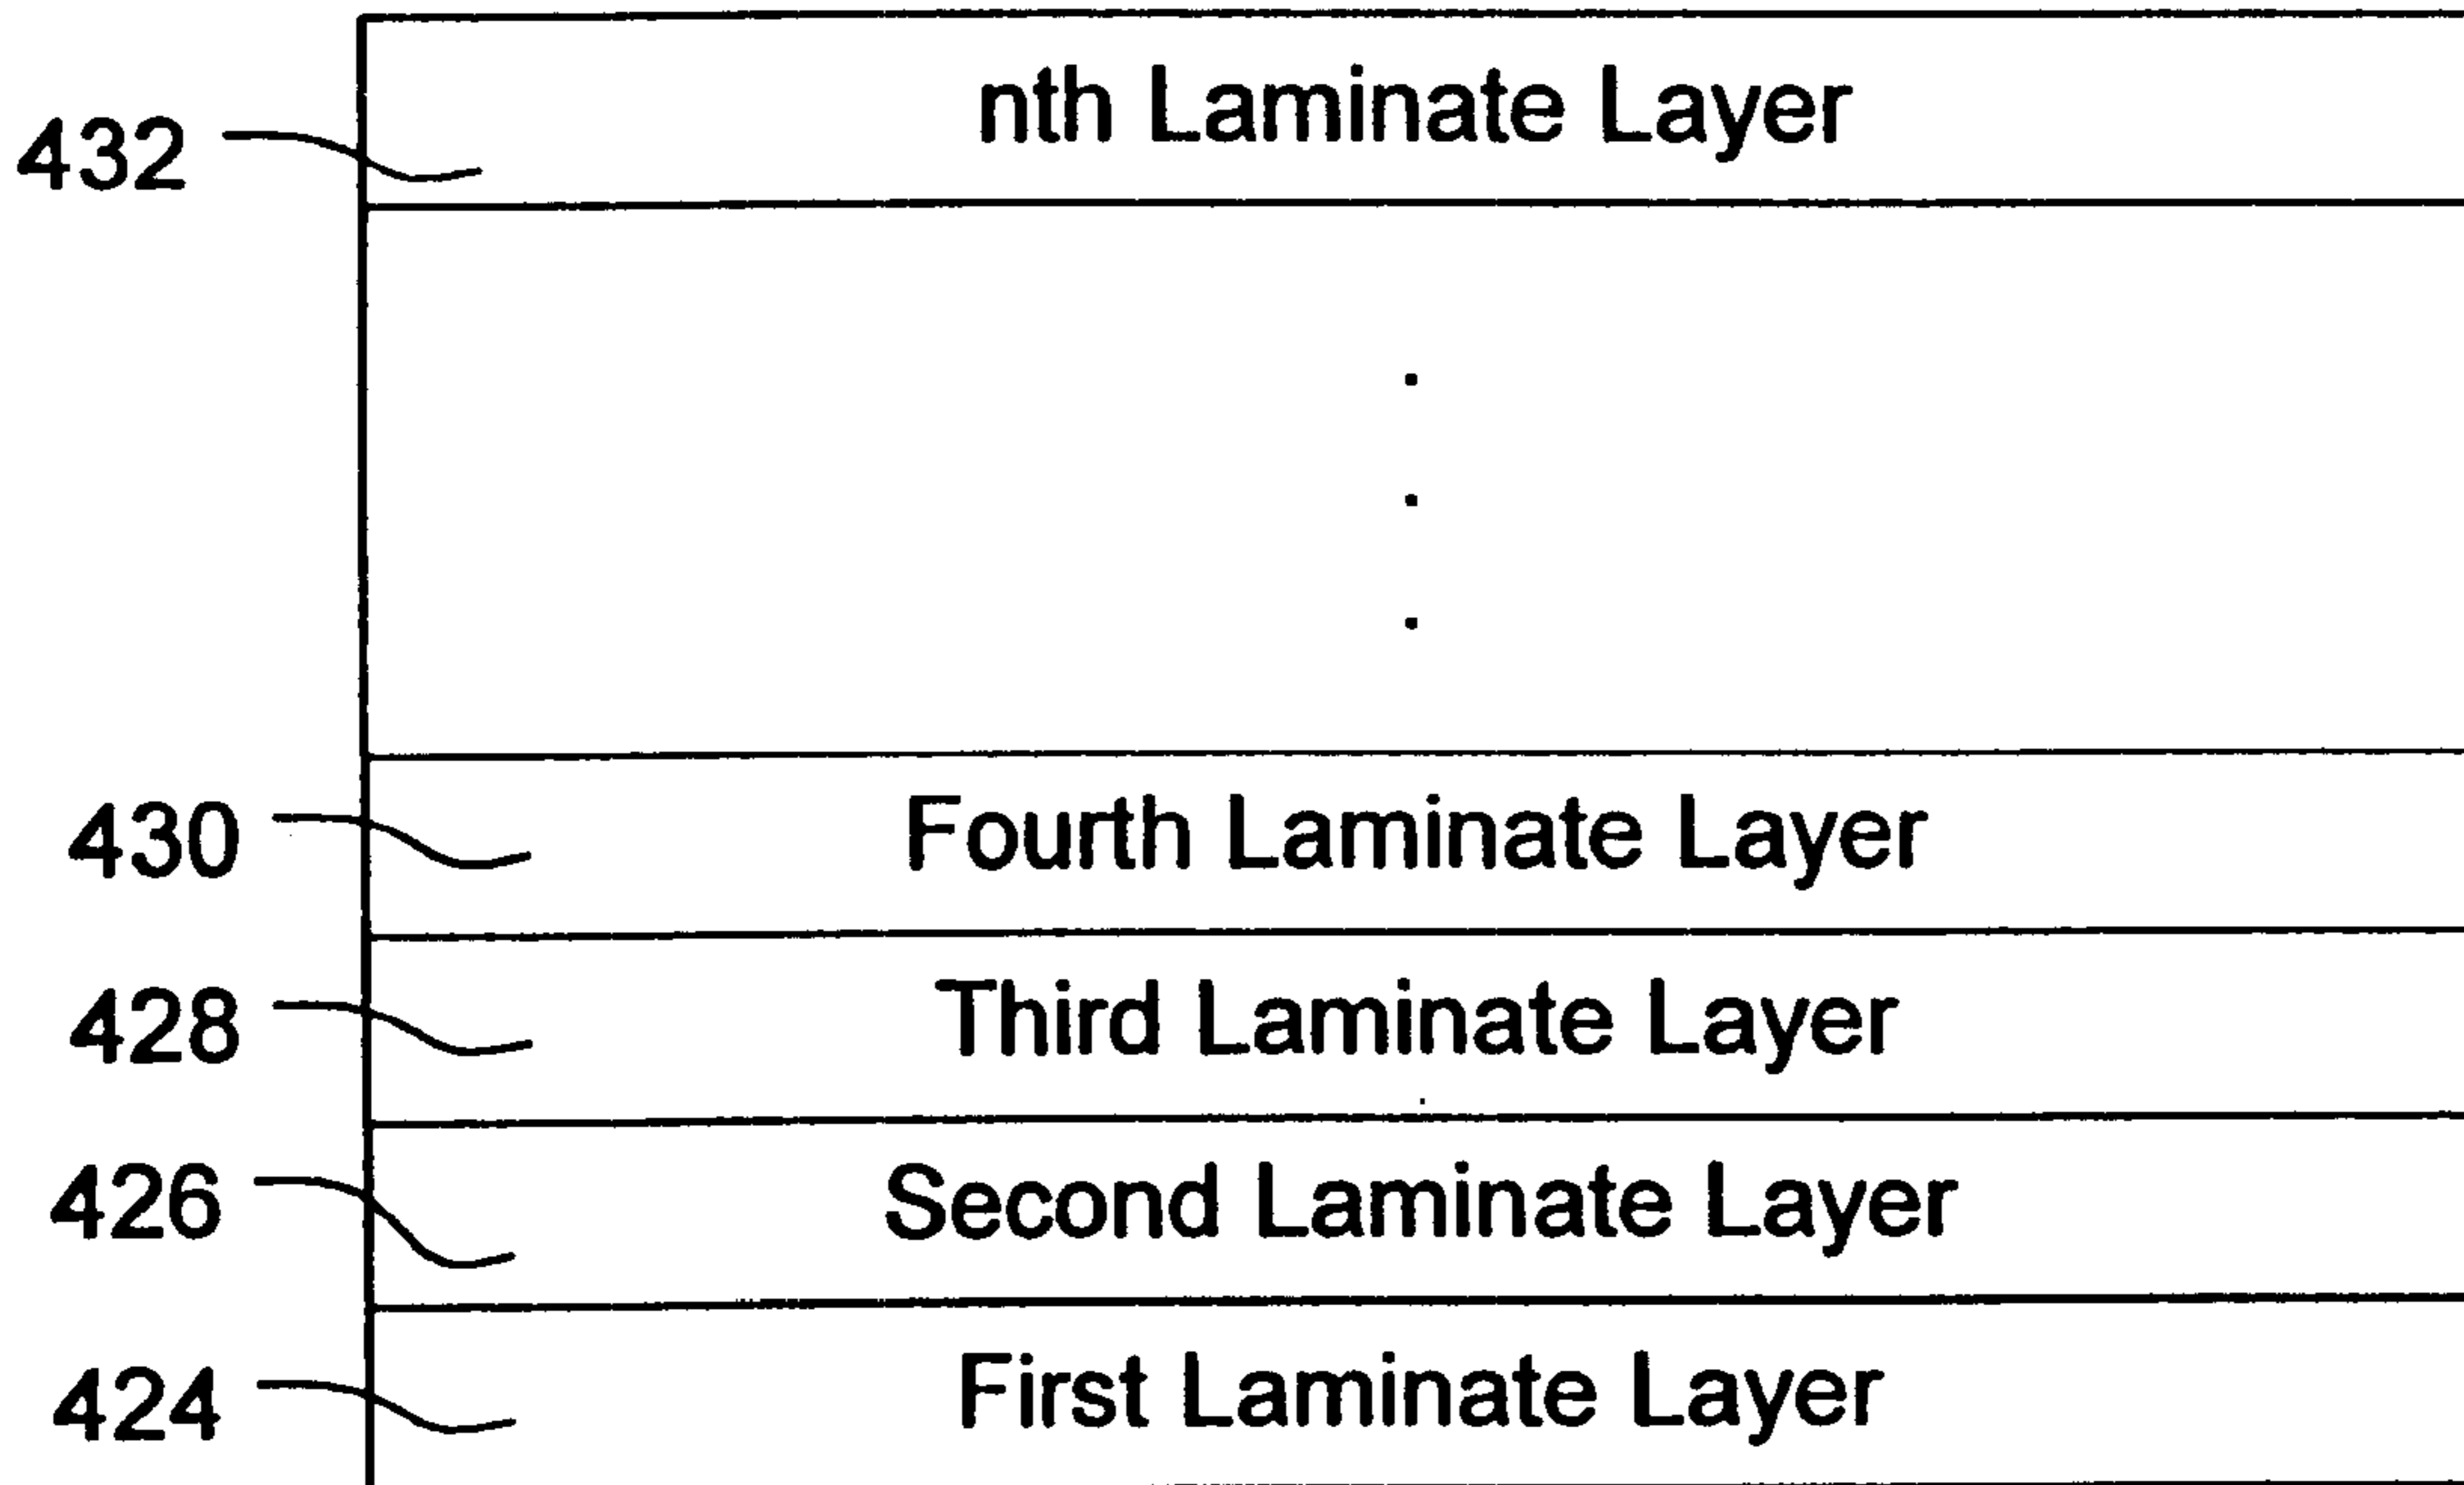 nth Laminate Layer
432
.
.
.
430
Fourth Laminate Layer
428
Third Laminate Layer
426
Second Laminate Layer
424
First Laminate Layer